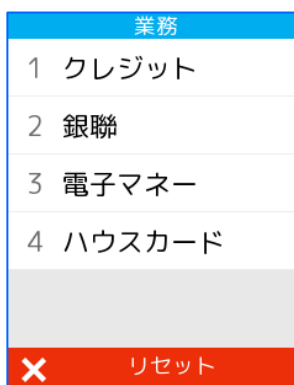 業務
1 クレジット
2 銀聯
3 電子マネー
4 ハウスカード
リセット